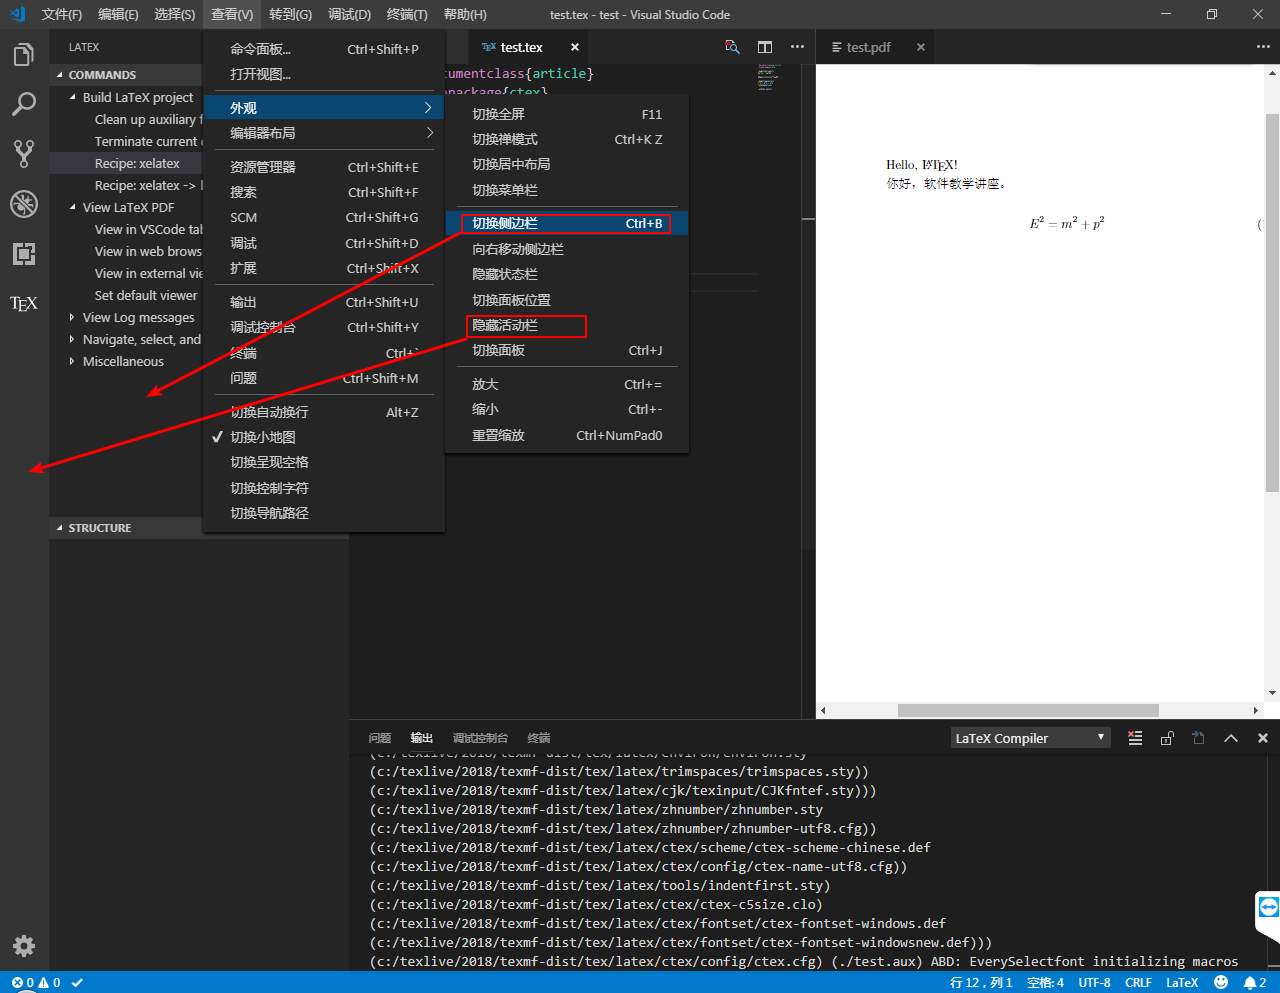 文件(F) 编辑(E) 选择(S) 查看(V) 转到(G) 调试(D) 终端(T) 帮助(H) test.tex - test - Visual Studio Code
LATEX
COMMANDS
Build LaTeX project
Clean up auxiliary f
Terminate current
Recipe: xelatex
Recipe: xelatex ->
View LaTeX PDF
View in VSCode tab
View in web brows
View in external vie
Set default viewer
View Log messages
Navigate, select, and
Miscellaneous
STRUCTURE
TEX
命令面板... Ctrl+Shift+P
打开视图...
外观
编辑器布局
资源管理器 Ctrl+Shift+E
搜索 Ctrl+Shift+F
SCM Ctrl+Shift+G
调试 Ctrl+Shift+D
扩展 Ctrl+Shift+X
输出 Ctrl+Shift+U
调试控制台 Ctrl+Shift+Y
终端 Ctrl+`
问题 Ctrl+Shift+M
切换自动换行 Alt+Z
切换小地图
切换呈现空格
切换控制字符
切换导航路径
切换全屏 F11
切换禅模式 Ctrl+K Z
切换居中布局
切换菜单栏
切换侧边栏 Ctrl+B
向右移动侧边栏
隐藏状态栏
切换面板位置
隐藏活动栏
切换面板 Ctrl+J
放大 Ctrl+=
缩小 Ctrl+-
重置缩放 Ctrl+NumPad0
TEX test.tex
umentclass{article}
package{ctex}
test.pdf
Hello, LATEX!
你好，软件教学讲座。
E² = m² + p²
问题 输出 调试控制台 终端 LaTeX Compiler
(c:/texlive/2018/texmf-dist/tex/latex/environ/environ.sty
(c:/texlive/2018/texmf-dist/tex/latex/trimspaces/trimspaces.sty))
(c:/texlive/2018/texmf-dist/tex/latex/cjk/texinput/CJKfntef.sty)))
(c:/texlive/2018/texmf-dist/tex/latex/zhnumber/zhnumber.sty
(c:/texlive/2018/texmf-dist/tex/latex/zhnumber/zhnumber-utf8.cfg))
(c:/texlive/2018/texmf-dist/tex/latex/ctex/scheme/ctex-scheme-chinese.def
(c:/texlive/2018/texmf-dist/tex/latex/ctex/config/ctex-name-utf8.cfg))
(c:/texlive/2018/texmf-dist/tex/latex/tools/indentfirst.sty)
(c:/texlive/2018/texmf-dist/tex/latex/ctex/ctex-c5size.clo)
(c:/texlive/2018/texmf-dist/tex/latex/ctex/fontset/ctex-fontset-windows.def
(c:/texlive/2018/texmf-dist/tex/latex/ctex/fontset/ctex-fontset-windowsnew.def)))
(c:/texlive/2018/texmf-dist/tex/latex/ctex/config/ctex.cfg) (./test.aux) ABD: EverySelectfont initializing macros
0 0 行 12，列 1 空格: 4 UTF-8 CRLF LaTeX 2